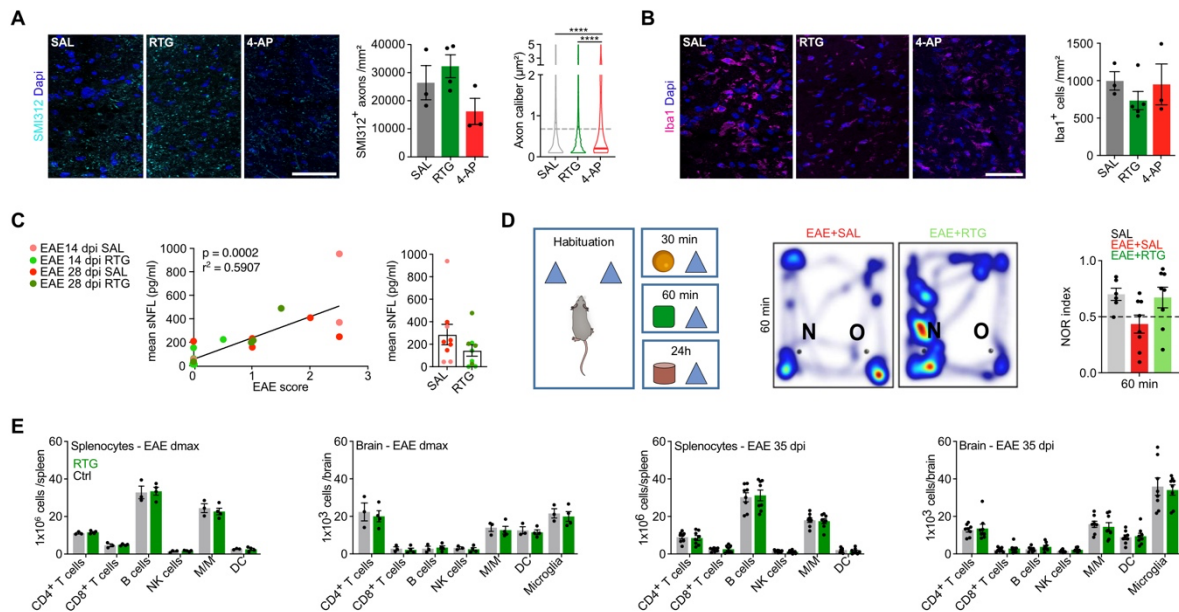 A
SAL
RTG
4-AP
SMI312 Dapi
SMI312+ axons /mm²
40000
30000
20000
10000
0
SAL
RTG
4-AP
Axon caliber (µm²)
****
****
5
3
2
1
0
SAL
RTG
4-AP
B
SAL
RTG
4-AP
Iba1 Dapi
Iba1+ cells /mm²
1500
1000
500
0
SAL
RTG
4-AP
C
EAE14 dpi SAL
EAE 14 dpi RTG
EAE 28 dpi SAL
EAE 28 dpi RTG
mean sNFL (pg/ml)
1000
800
600
400
200
0
p = 0.0002
r² = 0.5907
0
1
2
3
EAE score
mean sNFL (pg/ml)
1000
800
600
400
200
0
SAL
RTG
D
Habituation
30 min
60 min
24h
EAE+SAL
EAE+RTG
60 min
N
O
N
O
SAL
EAE+SAL
EAE+RTG
NOR index
1.0
0.5
0.0
60 min
E
Splenocytes - EAE dmax
RTG
Ctrl
1x10⁶ cells /spleen
60
40
20
0
CD4+ T cells
CD8+ T cells
B cells
NK cells
M/M
DC
Brain - EAE dmax
1x10³ cells /brain
60
40
20
0
CD4+ T cells
CD8+ T cells
B cells
NK cells
M/M
DC
Microglia
Splenocytes - EAE 35 dpi
1x10⁶ cells/spleen
60
40
20
0
CD4+ T cells
CD8+ T cells
B cells
NK cells
M/M
DC
Brain - EAE 35 dpi
1x10³ cells/brain
60
40
20
0
CD4+ T cells
CD8+ T cells
B cells
NK cells
M/M
DC
Microglia